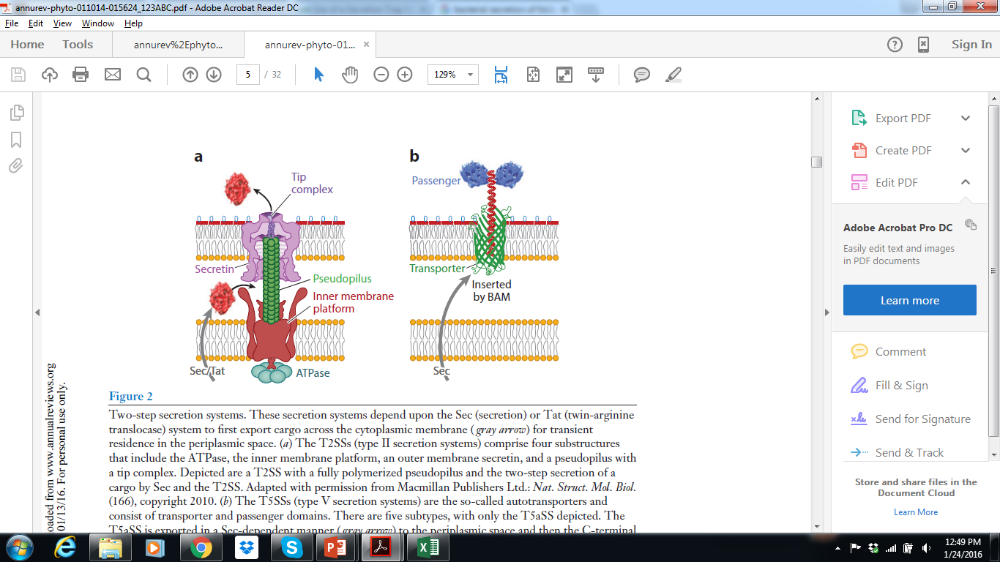 annurev-phyto-011014-015624_123ABC.pdf - Adobe Acrobat Reader DC
File Edit View Window Help
Home Tools annurev%2Ephyto... annurev-phyto-01... × Sign In
5 / 32 129%
a
b
Tip
complex
Passenger
Secretin
Transporter
Pseudopilus
Inserted
by BAM
Inner membrane
platform
Sec/Tat
ATPase
Sec
Figure 2
Two-step secretion systems. These secretion systems depend upon the Sec (secretion) or Tat (twin-arginine
translocase) system to first export cargo across the cytoplasmic membrane (gray arrow) for transient
residence in the periplasmic space. (a) The T2SSs (type II secretion systems) comprise four substructures
that include the ATPase, the inner membrane platform, an outer membrane secretin, and a pseudopilus with
a tip complex. Depicted are a T2SS with a fully polymerized pseudopilus and the two-step secretion of a
cargo by Sec and the T2SS. Adapted with permission from Macmillan Publishers Ltd.: Nat. Struct. Mol. Biol.
(166), copyright 2010. (b) The T5SSs (type V secretion systems) are the so-called autotransporters and
consist of transporter and passenger domains. There are five subtypes, with only the T5aSS depicted. The
T5aSS is exported in a Sec-dependent manner (gray arrow) to the periplasmic space and then the C-terminal
oaded from www.annualreviews.org
01/13/16. For personal use only.
Export PDF
Create PDF
Edit PDF
Adobe Acrobat Pro DC
Easily edit text and images
in PDF documents
Learn more
Comment
Fill & Sign
Send for Signature
Send & Track
Store and share files in the
Document Cloud
Learn More
12:49 PM
1/24/2016